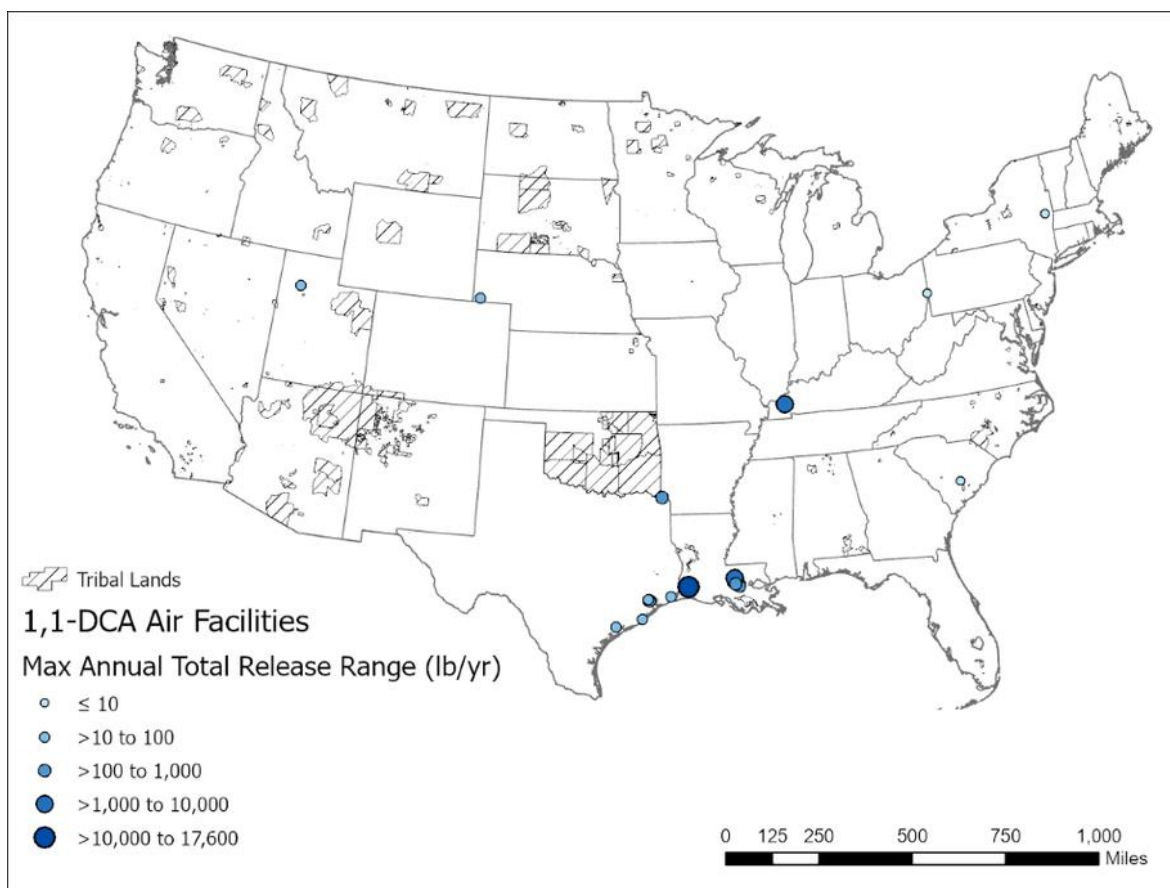 Tribal Lands
1,1-DCA Air Facilities
Max Annual Total Release Range (lb/yr)
≤ 10
>10 to 100
>100 to 1,000
>1,000 to 10,000
>10,000 to 17,600
0 125 250 500 750 1,000
Miles